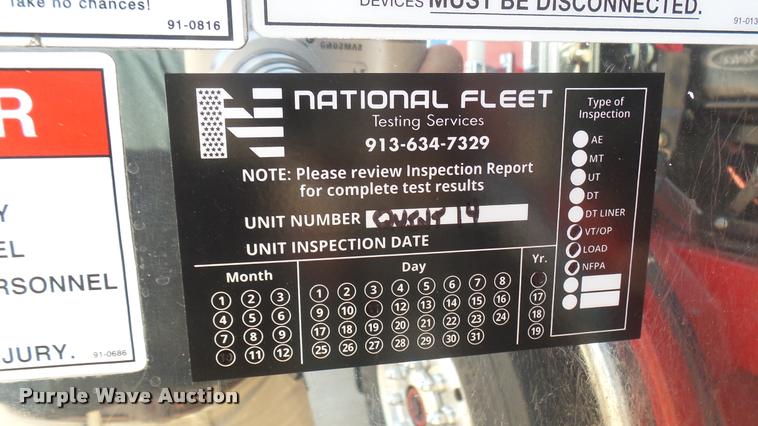 Take no chances!
91-0816
DEVICES MUST BE DISCONNECTED.
91-013
R
Y
EL
RSONNEL
JURY.
91-0686
SAMSUNG
NATIONAL FLEET
Testing Services
913-634-7329
NOTE: Please review Inspection Report
for complete test results
UNIT NUMBER 14
UNIT INSPECTION DATE
Month
1 2 3
4 5 6
7 8 9
11 12
Day
1 2 3 4 5 6 7 8
9 10 12 13 14 15 16
17 18 19 20 21 22 23 24
25 26 27 28 29 30 31
Yr.
17
18
19
Type of
Inspection
AE
MT
UT
DT
DT LINER
VT/OP
LOAD
NFPA
Purple Wave Auction